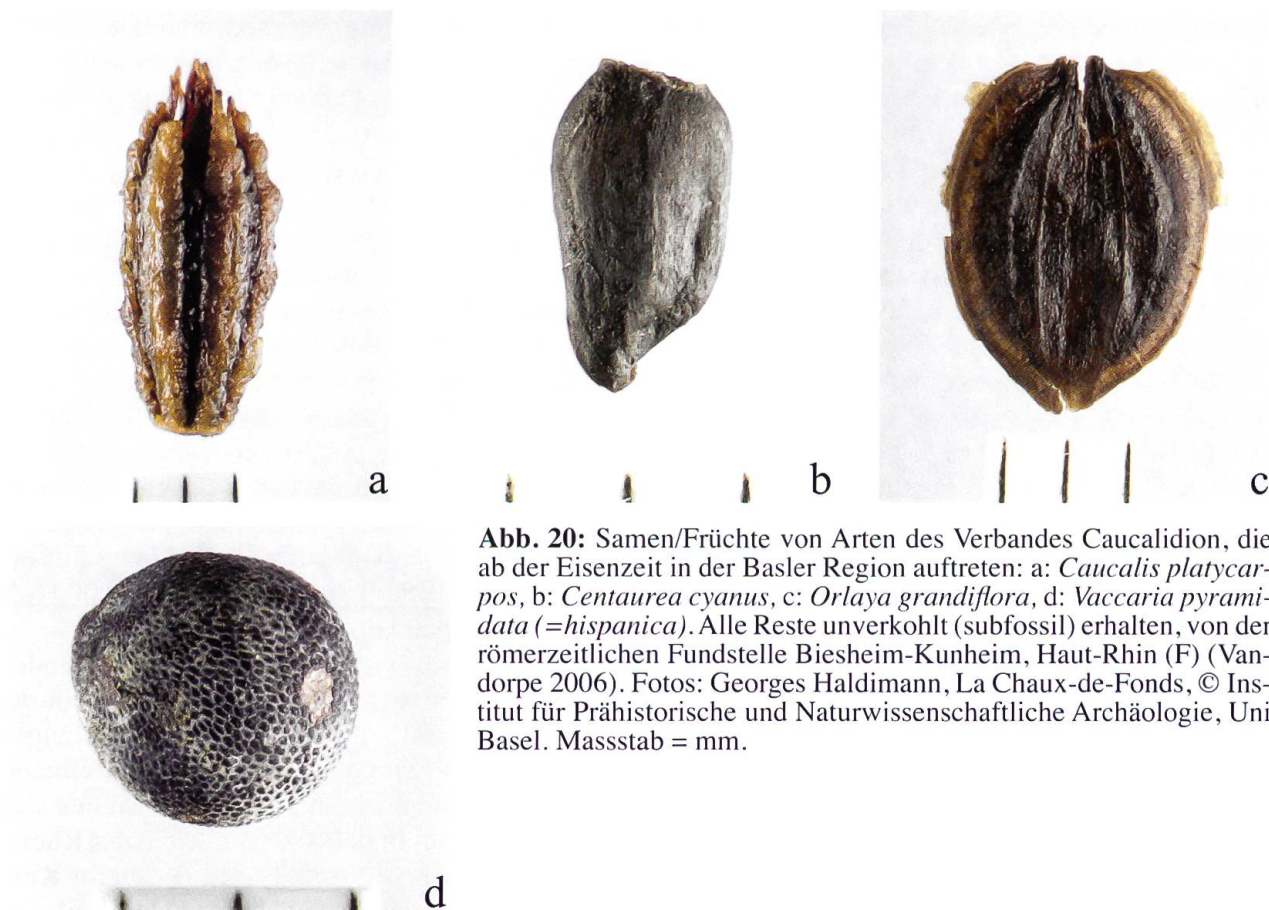 a
b
c
Abb. 20: Samen/Früchte von Arten des Verbandes Caucalidion, die
ab der Eisenzeit in der Basler Region auftreten: a: Caucalis platycar-
pos, b: Centaurea cyanus, c: Orlaya grandiflora, d: Vaccaria pyrami-
data (=hispanica). Alle Reste unverkohlt (subfossil) erhalten, von der
römerzeitlichen Fundstelle Biesheim-Kunheim, Haut-Rhin (F) (Van-
dorpe 2006). Fotos: Georges Haldimann, La Chaux-de-Fonds, © Ins-
titut für Prähistorische und Naturwissenschaftliche Archäologie, Uni
Basel. Massstab = mm.
d